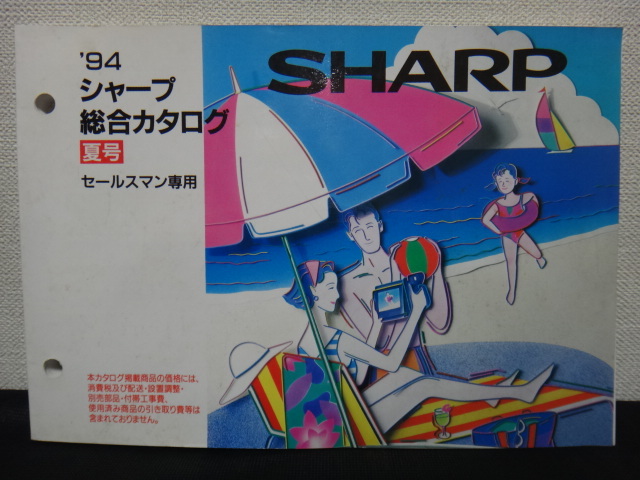 '94
シャープ
総合カタログ
夏号
セールスマン専用
SHARP
本カタログ掲載商品の価格には、
消費税及び配送・設置調整・
別売部品・付帯工事費、
使用済み商品の引き取り費等は
含まれておりません。